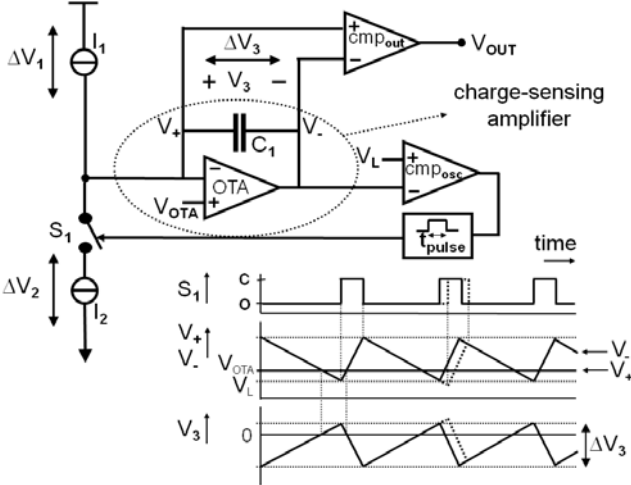 I₁
ΔV₁
ΔV₃
+ V₃ −
V₊
V₋
C₁
+
cmpout
−
VOUT
charge-sensing
amplifier
−
OTA
VOTA
+
VL
+
cmposc
−
S₁
tpulse
ΔV₂
I₂
time
S₁
C
O
V₊
V₋
VOTA
VL
V₋
V₊
V₃
0
ΔV₃